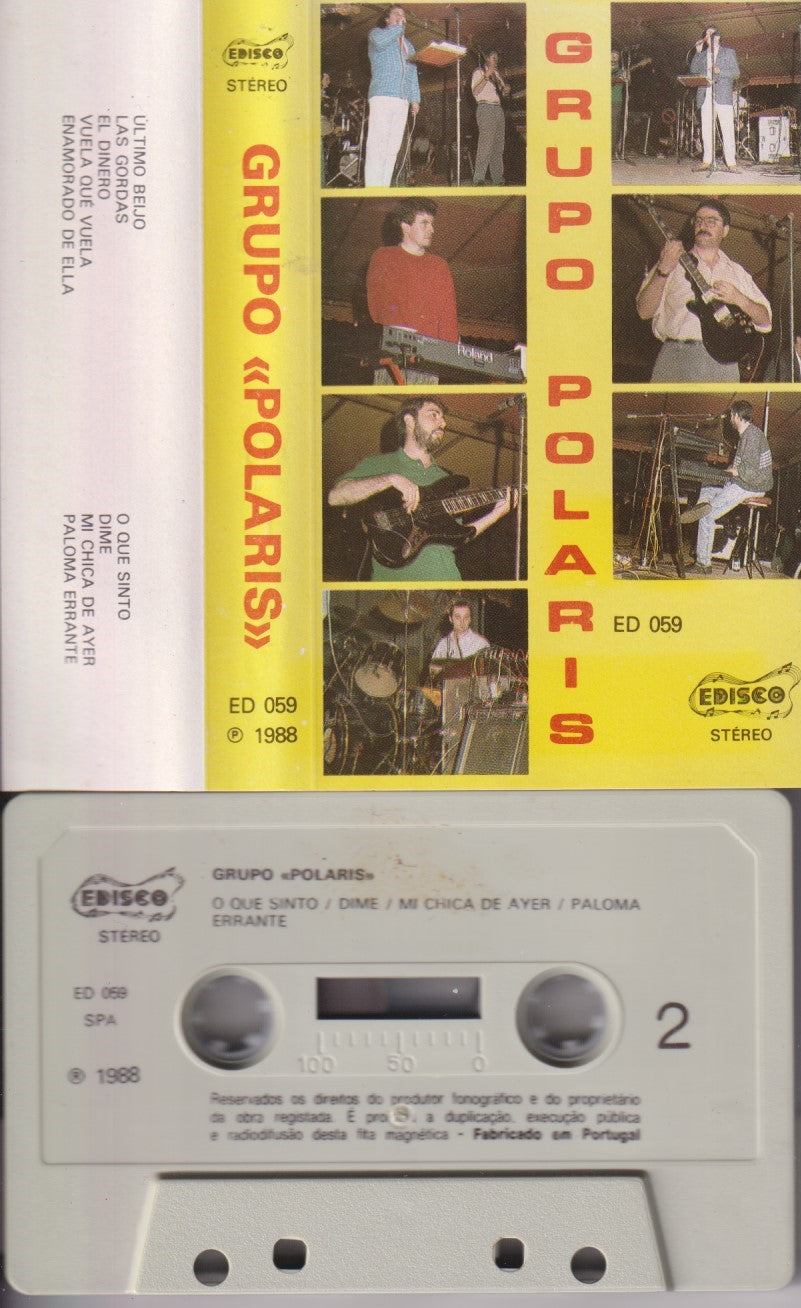 ÚLTIMO BEIJO
LAS GORDAS
EL DINERO
VUELA QUE VUELA
ENAMORADO DE ELLA
O QUE SINTO
DIME
MI CHICA DE AYER
PALOMA ERRANTE
EDISCO
STÉREO
GRUPO «POLARIS»
ED 059
℗ 1988
GRUPO POLARIS
Roland
ED 059
EDISCO
STÉREO
EDISCO
STÉREO
GRUPO «POLARIS»
O QUE SINTO / DIME / MI CHICA DE AYER / PALOMA
ERRANTE
ED 059
SPA
℗ 1988
2
100 50 0
Reservados os direitos do produtor fonográfico e do proprietário
da obra registada. É a duplicação, execução pública
e radiodifusão desta fita magnética - Fabricado em Portugal